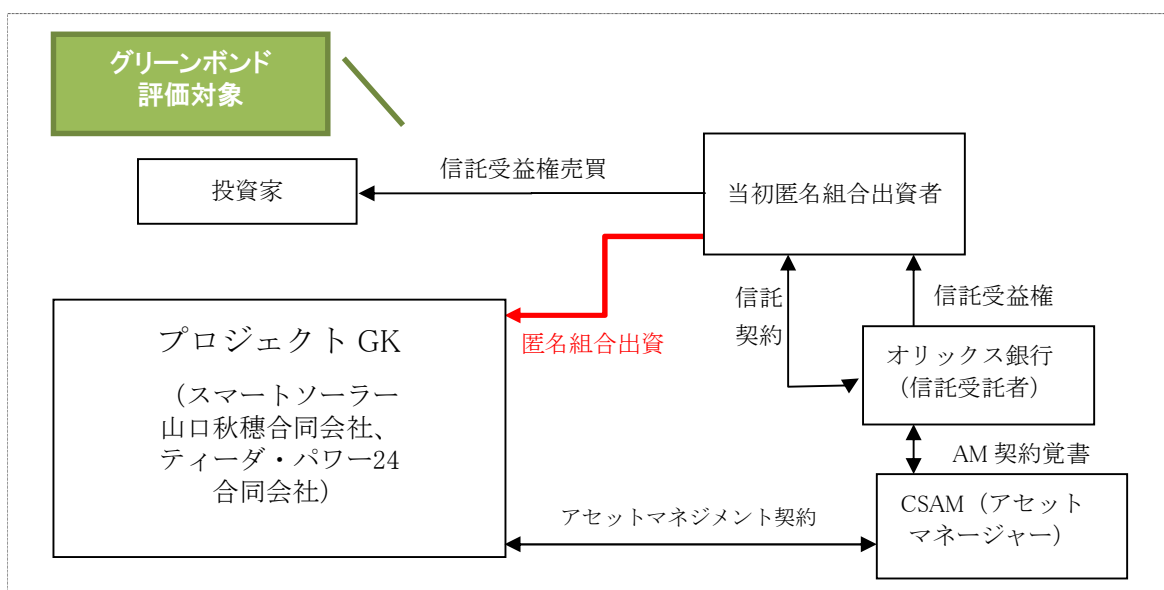 グリーンボンド
評価対象
投資家
信託受益権売買
当初匿名組合出資者
信託
契約
信託受益権
匿名組合出資
プロジェクト GK
（スマートソーラー
山口秋穂合同会社、
ティーダ・パワー24
合同会社）
オリックス銀行
（信託受託者）
AM 契約覚書
アセットマネジメント契約
CSAM（アセット
マネージャー）